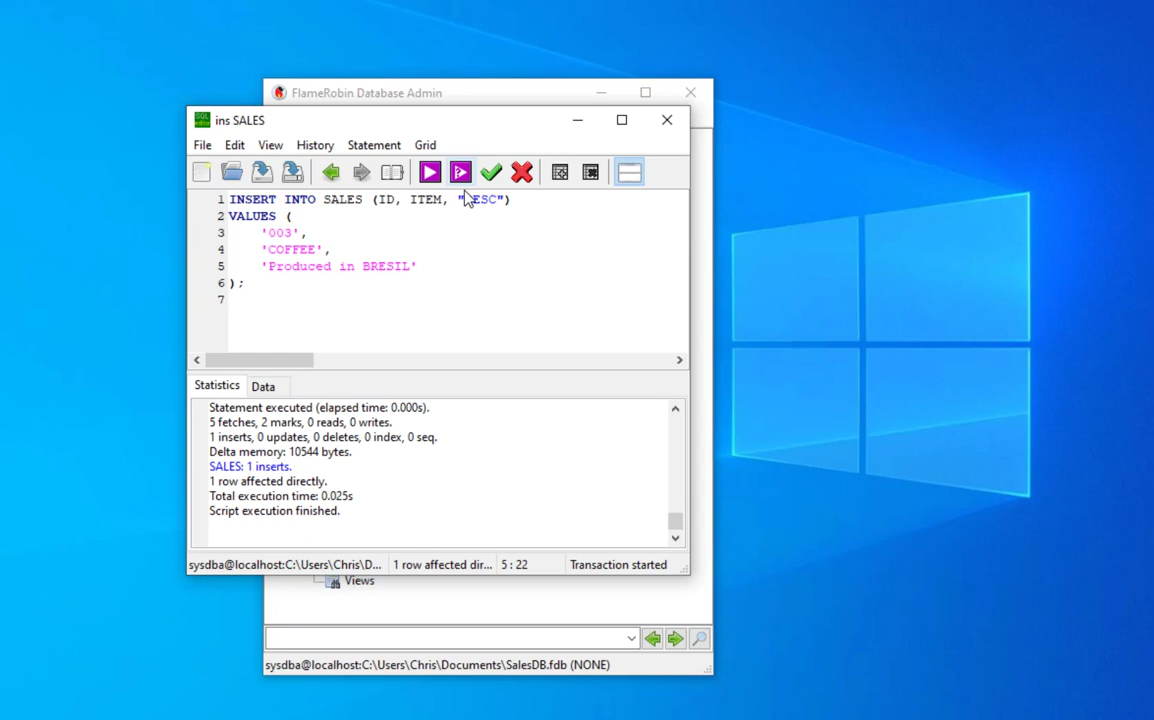 FlameRobin Database Admin
ins SALES
File Edit View History Statement Grid
1 INSERT INTO SALES (ID, ITEM, "DESC")
2 VALUES (
3 '003',
4 'COFFEE',
5 'Produced in BRESIL'
6 );
7
Statistics Data
Statement executed (elapsed time: 0.000s).
5 fetches, 2 marks, 0 reads, 0 writes.
1 inserts, 0 updates, 0 deletes, 0 index, 0 seq.
Delta memory: 10544 bytes.
SALES: 1 inserts.
1 row affected directly.
Total execution time: 0.025s
Script execution finished.
sysdba@localhost:C:\Users\Chris\D... 1 row affected dir... 5 : 22 Transaction started
Views
sysdba@localhost:C:\Users\Chris\Documents\SalesDB.fdb (NONE)